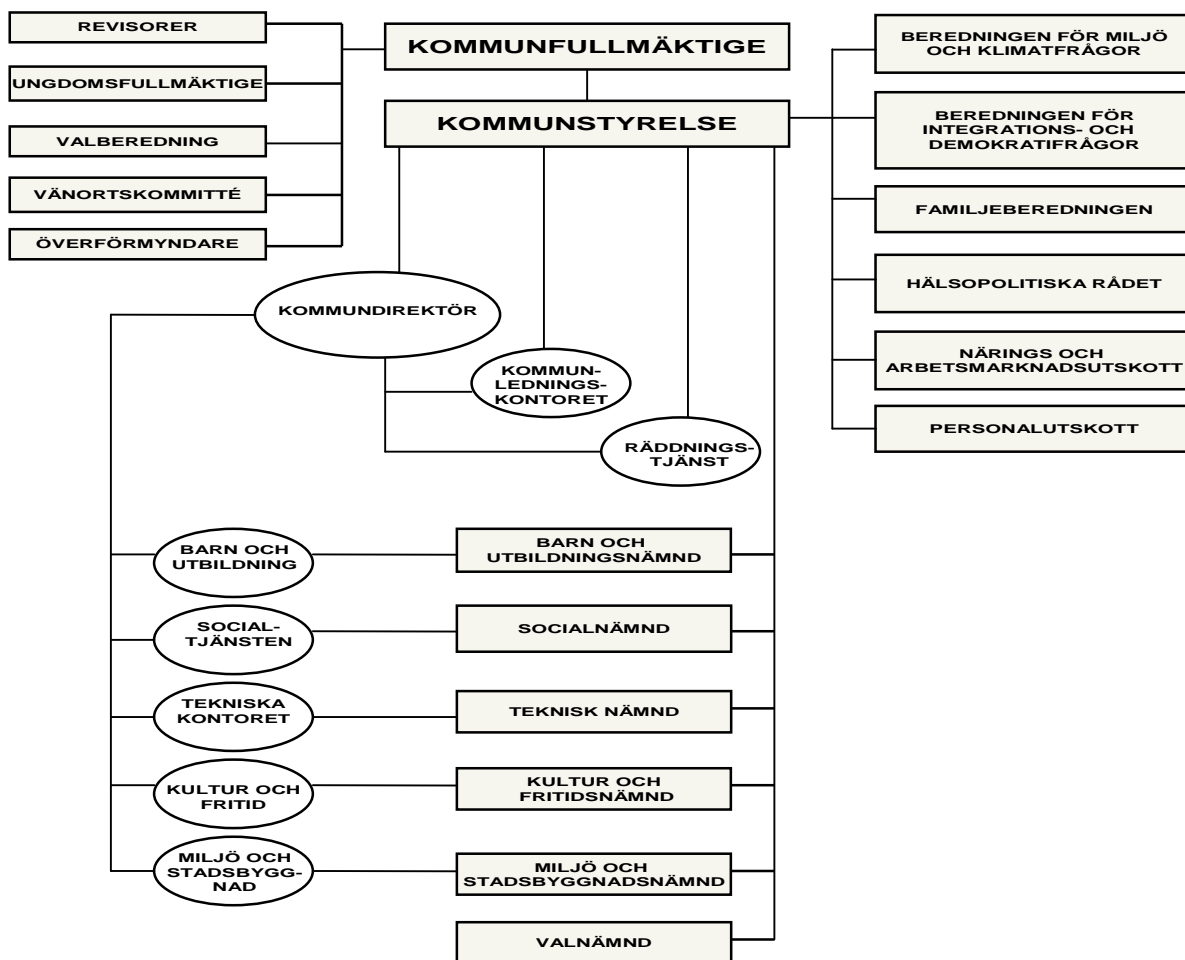 REVISORER
UNGDOMSFULLMÄKTIGE
VALBEREDNING
VÄNORTSKOMMITTÉ
ÖVERFÖRMYNDARE
KOMMUNFULLMÄKTIGE
KOMMUNSTYRELSE
BEREDNINGEN FÖR MILJÖ
OCH KLIMATFRÅGOR
BEREDNINGEN FÖR
INTEGRATIONS- OCH
DEMOKRATIFRÅGOR
FAMILJEBEREDNINGEN
HÄLSOPOLITISKA RÅDET
NÄRINGS OCH
ARBETSMARKNADSUTSKOTT
PERSONALUTSKOTT
KOMMUNDIREKTÖR
KOMMUN-
LEDNINGS-
KONTORET
RÄDDNINGS-
TJÄNST
BARN OCH
UTBILDNING
BARN OCH
UTBILDNINGSNÄMND
SOCIAL-
TJÄNSTEN
SOCIALNÄMND
TEKNISKA
KONTORET
TEKNISK NÄMND
KULTUR OCH
FRITID
KULTUR OCH
FRITIDSNÄMND
MILJÖ OCH
STADSBYGG-
NAD
MILJÖ OCH
STADSBYGGNADSNÄMND
VALNÄMND